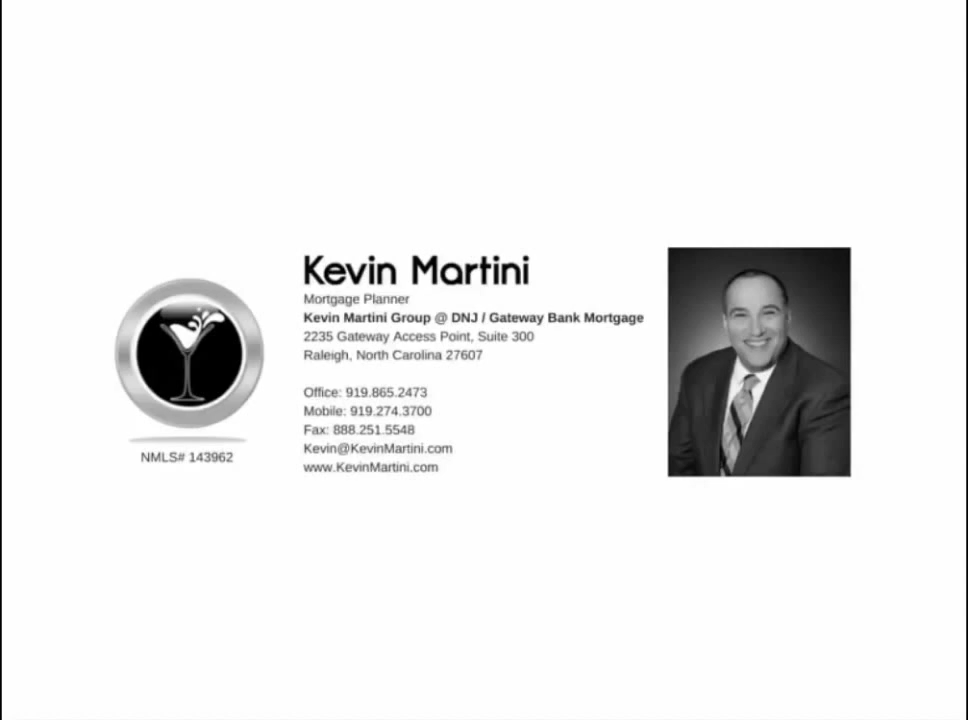 Kevin Martini
Mortgage Planner
Kevin Martini Group @ DNJ / Gateway Bank Mortgage
2235 Gateway Access Point, Suite 300
Raleigh, North Carolina 27607
Office: 919.865.2473
Mobile: 919.274.3700
Fax: 888.251.5548
Kevin@KevinMartini.com
www.KevinMartini.com
NMLS# 143962